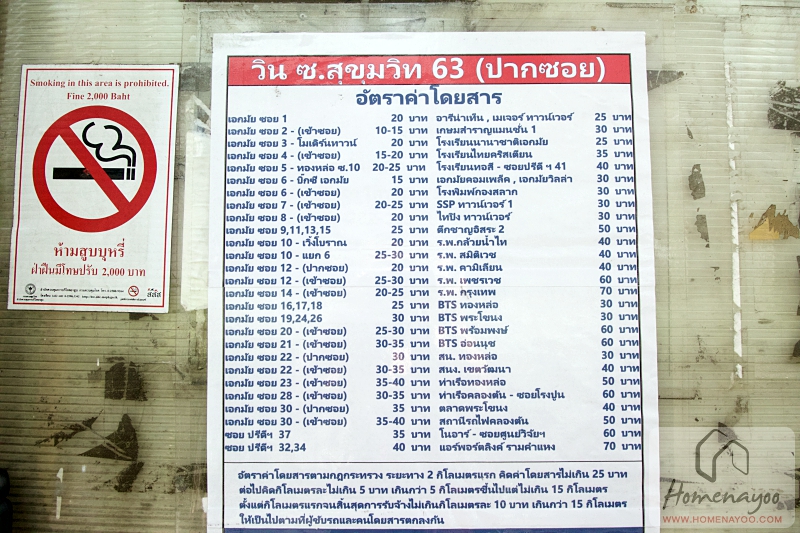 Smoking in this area is prohibited.
Fine 2,000 Baht
ห้ามสูบบุหรี่
ฝ่าฝืนมีโทษปรับ 2,000 บาท
สสส
วิน ซ.สุขุมวิท 63 (ปากซอย)
อัตราค่าโดยสาร
เอกมัย ซอย 1 20 บาท อารีน่าเท็น , เมเจอร์ ทาวน์เวอร์ 25 บาท
เอกมัย ซอย 2 - (เข้าซอย) 10-15 บาท เกษมสำราญแมนชั่น 1 30 บาท
เอกมัย ซอย 3 - โมเดิร์นทาวน์ 20 บาท โรงเรียนนานาชาติเอกมัย 25 บาท
เอกมัย ซอย 4 - (เข้าซอย) 15-20 บาท โรงเรียนไทยคริสเตียน 35 บาท
เอกมัย ซอย 5 - ทองหล่อ ซ.10 20-25 บาท โรงเรียนทอสี - ซอยปรีดี ฯ 41 40 บาท
เอกมัย ซอย 6 - บิ๊กซี เอกมัย 15 บาท เอกมัยคอมเพล็ค , เอกมัยวิลล่า 30 บาท
เอกมัย ซอย 6 - (เข้าซอย) 20 บาท โรงพิมพ์กองสลาก 30 บาท
เอกมัย ซอย 7 - (เข้าซอย) 20-25 บาท SSP ทาวน์เวอร์ 1 30 บาท
เอกมัย ซอย 8 - (เข้าซอย) 20 บาท ไทปิง ทาวน์เวอร์ 30 บาท
เอกมัย ซอย 9,11,13,15 25 บาท ตึกชาญอิสระ 2 50 บาท
เอกมัย ซอย 10 - เวิ้งโบราณ 20 บาท ร.พ.กล้วยน้ำไท 40 บาท
เอกมัย ซอย 10 - แยก 6 25-30 บาท ร.พ. สมิติเวช 40 บาท
เอกมัย ซอย 12 - (ปากซอย) 20 บาท ร.พ. คามิเลียน 40 บาท
เอกมัย ซอย 12 - (เข้าซอย) 25-30 บาท ร.พ. เพชรเวช 60 บาท
เอกมัย ซอย 14 - (เข้าซอย) 20-25 บาท ร.พ. กรุงเทพ 70 บาท
เอกมัย ซอย 16,17,18 25 บาท BTS ทองหล่อ 30 บาท
เอกมัย ซอย 19,24,26 30 บาท BTS พระโขนง 30 บาท
เอกมัย ซอย 20 - (เข้าซอย) 25-30 บาท BTS พร้อมพงษ์ 60 บาท
เอกมัย ซอย 21 - (เข้าซอย) 30-35 บาท BTS อ่อนนุช 60 บาท
เอกมัย ซอย 22 - (ปากซอย) 30 บาท สน. ทองหล่อ 30 บาท
เอกมัย ซอย 22 - (เข้าซอย) 30-35 บาท สนง. เขตวัฒนา 40 บาท
เอกมัย ซอย 23 - (เข้าซอย) 35-40 บาท ท่าเรือทองหล่อ 50 บาท
เอกมัย ซอย 28 - (เข้าซอย) 30-35 บาท ท่าเรือคลองตัน - ซอยโรงปูน 60 บาท
เอกมัย ซอย 30 - (ปากซอย) 35 บาท ตลาดพระโขนง 40 บาท
เอกมัย ซอย 30 - (เข้าซอย) 35-40 บาท สถานีรถไฟคลองตัน 50 บาท
ซอย ปรีดีฯ 37 35 บาท โนอาร์ - ซอยศูนย์วิจัยฯ 60 บาท
ซอย ปรีดีฯ 32,34 40 บาท แอร์พอร์ตลิงค์ รามคำแหง 70 บาท
อัตราค่าโดยสารตามกฎกระทรวง ระยะทาง 2 กิโลเมตรแรก คิดค่าโดยสารไม่เกิน 25 บาท
ต่อไปคิดกิโลเมตรละไม่เกิน 5 บาท เกินกว่า 5 กิโลเมตรขึ้นไปแต่ไม่เกิน 15 กิโลเมตร
ตั้งแต่กิโลเมตรแรกจนสิ้นสุดการรับจ้างไม่เกินกิโลเมตรละ 10 บาท เกินกว่า 15 กิโลเมตร
ให้เป็นไปตามที่ผู้ขับรถและคนโดยสารตกลงกัน
Homenayoo
WWW.HOMENAYOO.COM